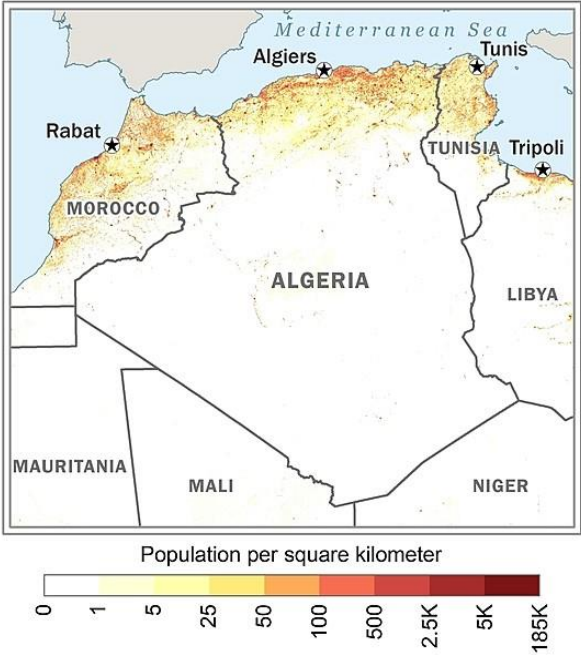 Mediterranean Sea
Algiers
Tunis
Rabat
TUNISIA
Tripoli
MOROCCO
ALGERIA
LIBYA
MAURITANIA
MALI
NIGER
Population per square kilometer
0
1
5
25
50
100
500
2.5K
5K
185K